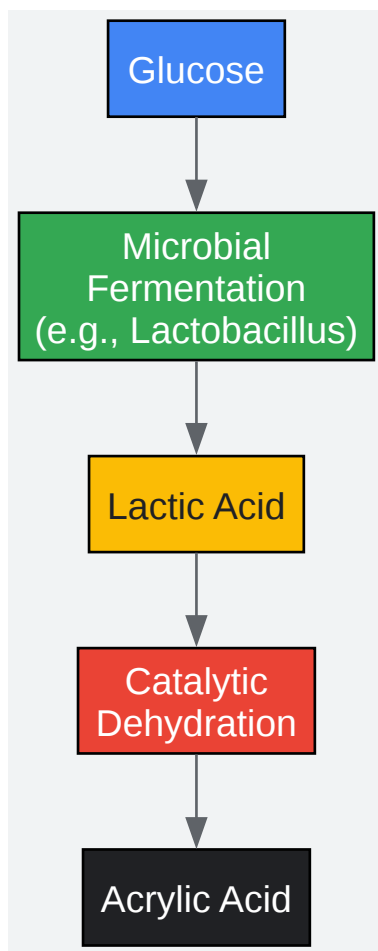 Glucose
Microbial
Fermentation
(e.g., Lactobacillus)
Lactic Acid
Catalytic
Dehydration
Acrylic Acid